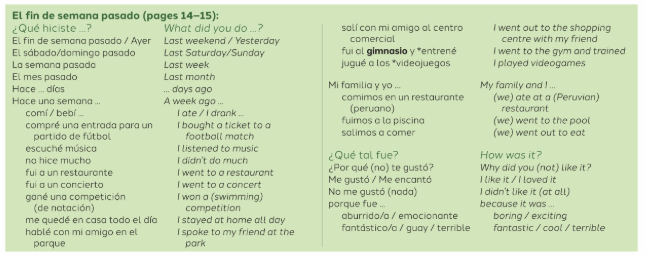 El fin de semana pasado (pages 14–15):
¿Qué hiciste ...? What did you do ...?
El fin de semana pasado / Ayer Last weekend / Yesterday
El sábado/domingo pasado Last Saturday/Sunday
La semana pasada Last week
El mes pasado Last month
Hace ... días ... days ago
Hace una semana ... A week ago ...
comí / bebí ... I ate / I drank ...
compré una entrada para un I bought a ticket to a
partido de fútbol football match
escuché música I listened to music
no hice mucho I didn't do much
fui a un restaurante I went to a restaurant
fui a un concierto I went to a concert
gané una competición I won a (swimming)
(de natación) competition
me quedé en casa todo el día I stayed at home all day
hablé con mi amigo en el I spoke to my friend at the
parque park
salí con mi amigo al centro I went out to the shopping
comercial centre with my friend
fui al gimnasio y *entrené I went to the gym and trained
jugué a los *videojuegos I played videogames
Mi familia y yo ... My family and I ...
comimos en un restaurante (we) ate at a (Peruvian)
(peruano) restaurant
fuimos a la piscina (we) went to the pool
salimos a comer (we) went out to eat
¿Qué tal fue? How was it?
¿Por qué (no) te gustó? Why did you (not) like it?
Me gustó / Me encantó I like it / I loved it
No me gustó (nada) I didn't like it (at all)
porque fue ... because it was ...
aburrido/a / emocionante boring / exciting
fantástico/a / guay / terrible fantastic / cool / terrible